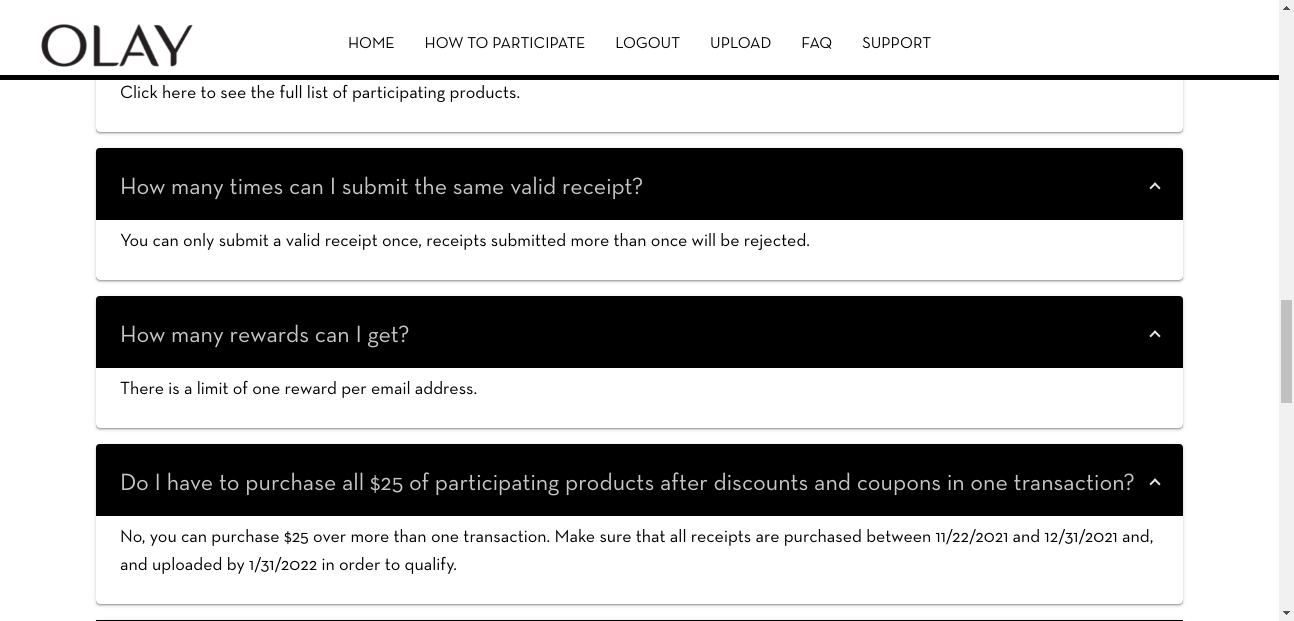 OLAY
HOME HOW TO PARTICIPATE LOGOUT UPLOAD FAQ SUPPORT
Click here to see the full list of participating products.
How many times can I submit the same valid receipt?
You can only submit a valid receipt once, receipts submitted more than once will be rejected.
How many rewards can I get?
There is a limit of one reward per email address.
Do I have to purchase all $25 of participating products after discounts and coupons in one transaction?
No, you can purchase $25 over more than one transaction. Make sure that all receipts are purchased between 11/22/2021 and 12/31/2021 and,
and uploaded by 1/31/2022 in order to qualify.